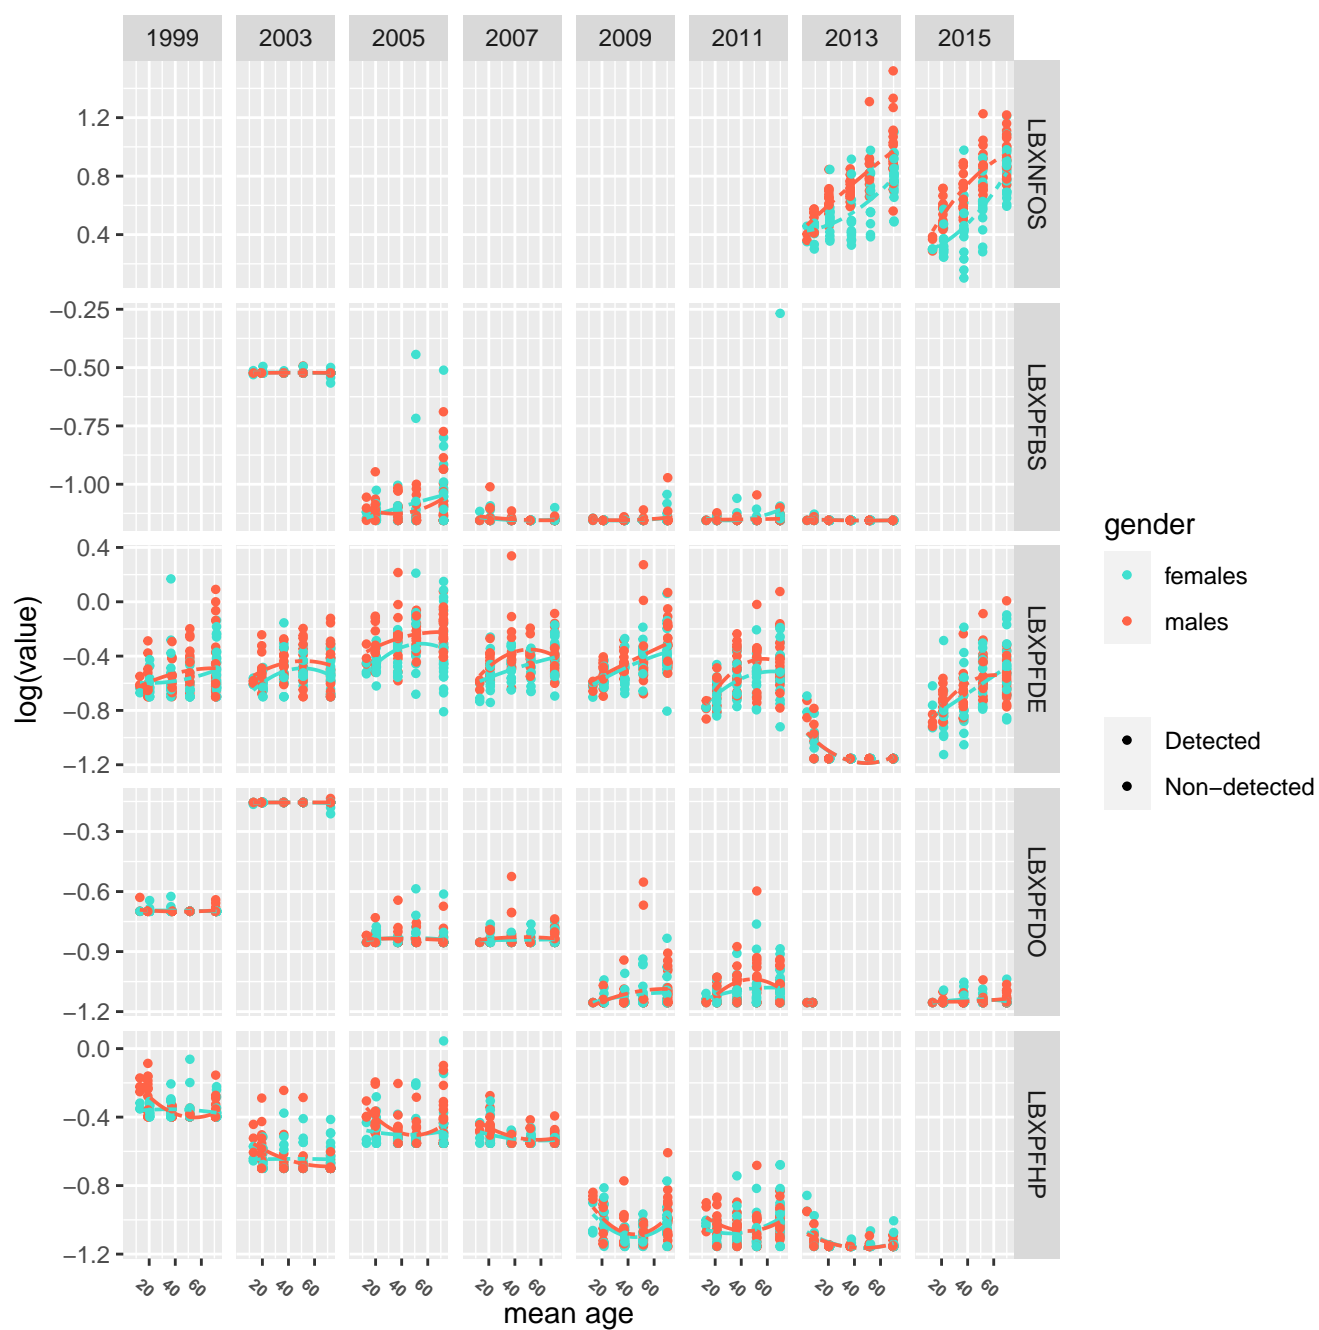 1999 2003 2005 2007 2009 2011 2013 2015
1.2
0.8
0.4
LBXNFOS
−0.25
−0.50
−0.75
−1.00
LBXPFBS
0.4
0.0
−0.4
−0.8
−1.2
LBXPFDE
−0.3
−0.6
−0.9
−1.2
LBXPFDO
0.0
−0.4
−0.8
−1.2
LBXPFHP
20 40 60 20 40 60 20 40 60 20 40 60 20 40 60 20 40 60 20 40 60 20 40 60
mean age
log(value)
gender
females
males
Detected
Non−detected